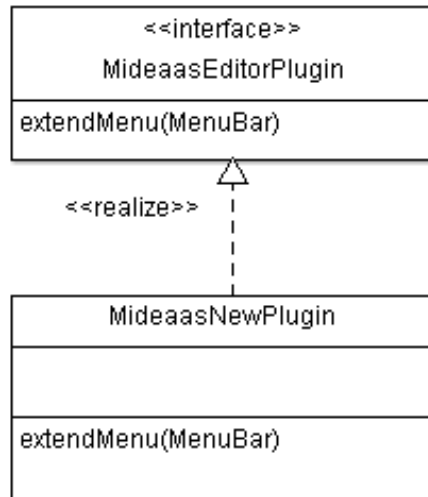 <<interface>>
MideaasEditorPlugin
extendMenu(MenuBar)
<<realize>>
MideaasNewPlugin
extendMenu(MenuBar)